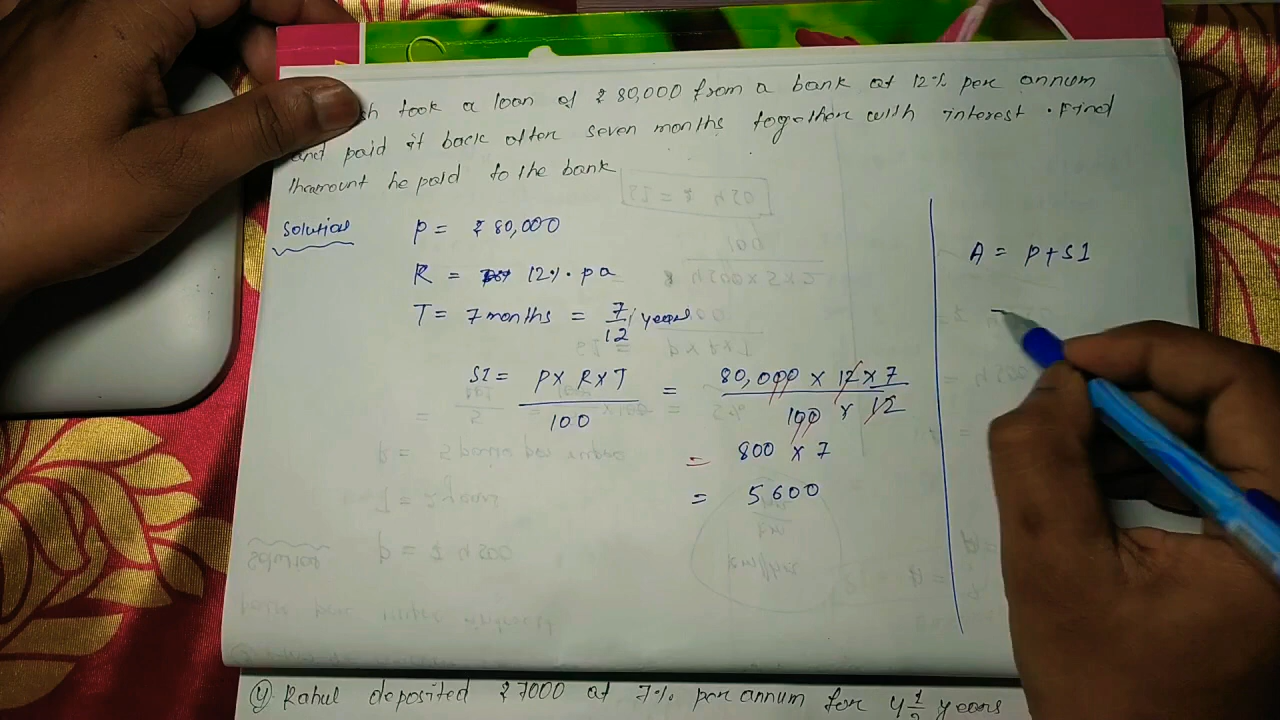 took a loan of ₹ 80,000 from a bank at 12% per annum
and paid it back after seven months together with interest . Find
thamount he paid to the bank
Solution
P = ₹ 80,000
R = 12% . pa
T = 7 months = 7/12 years
SI = P x R x T / 100 = 80,000 x 12 x 7 / 100 x 12
= 800 x 7
= 5600
A = P + SI
4) Rahul deposited ₹ 7000 at 7% per annum for 4 1/2 years